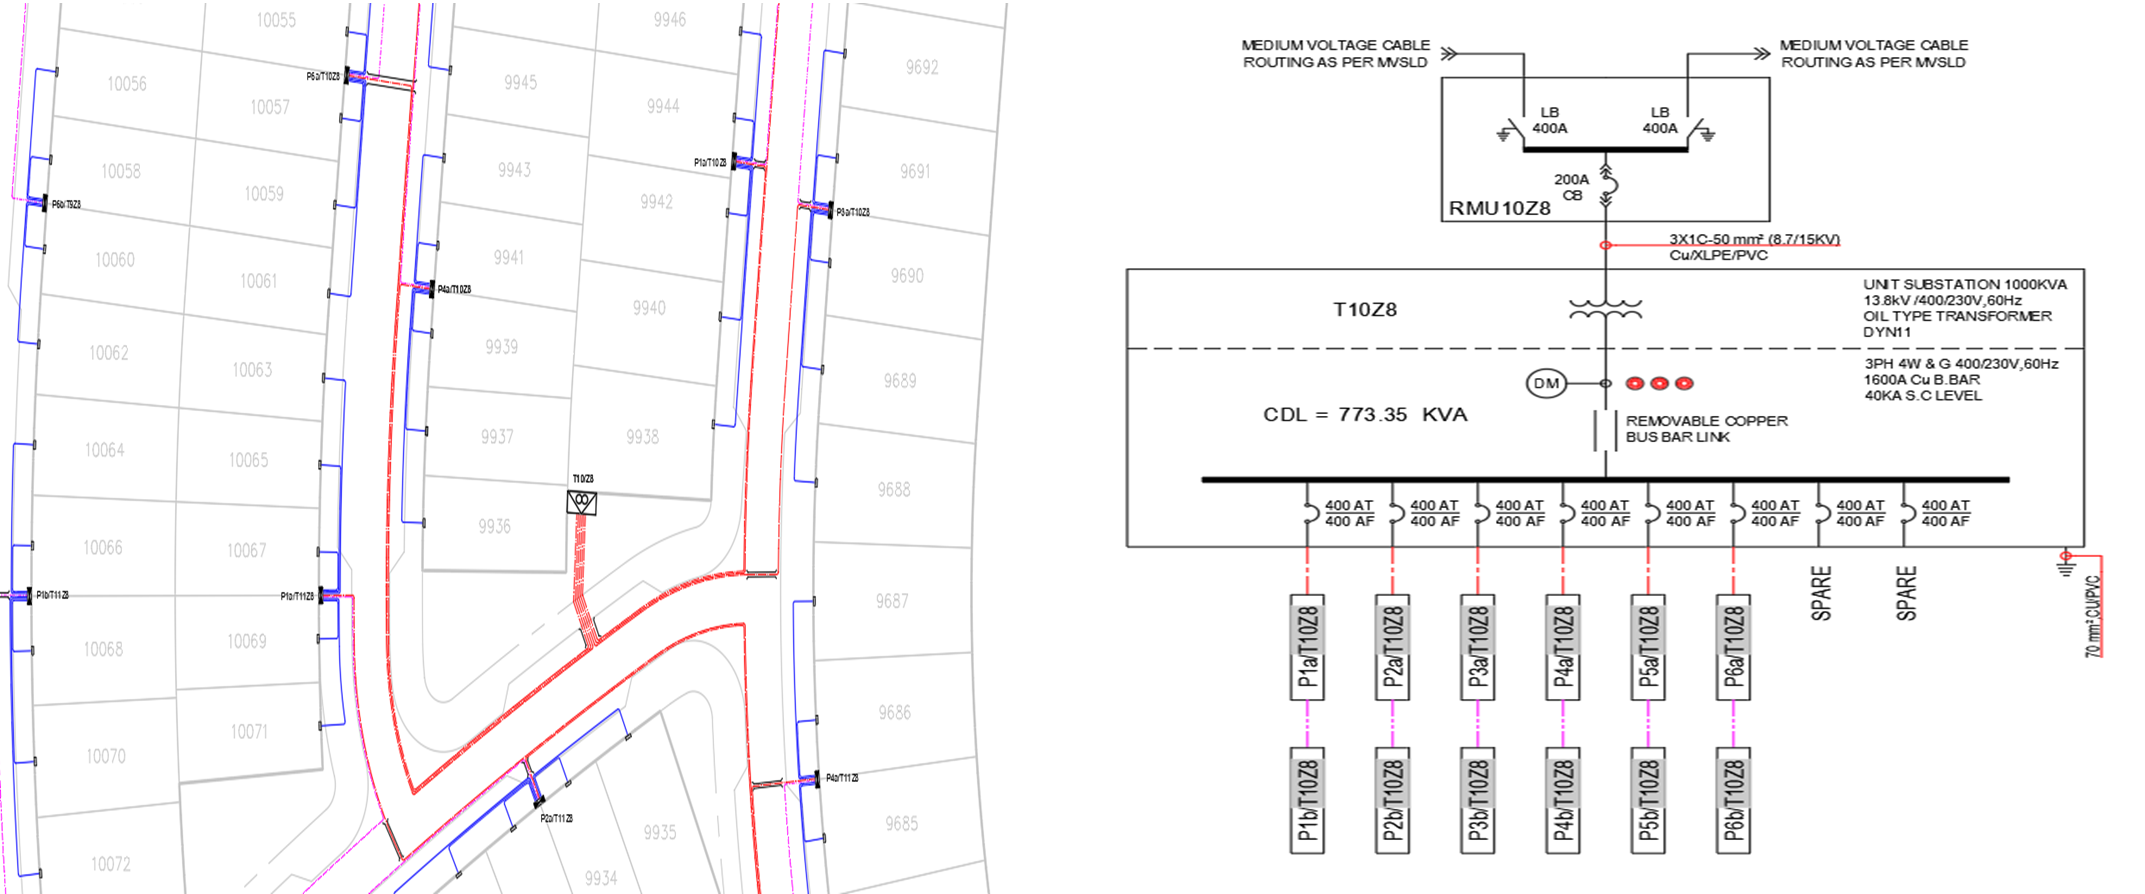 10055
10056
10057
10058
10059
10060
10061
10062
10063
10064
10065
10066
10067
10068
10069
10070
10071
10072
P6a/T10Z8
P6b/T9Z8
P1b/T11Z8
P1a/T11Z8
9946
9945
9944
9943
9942
9941
9940
9939
9938
9937
9936
P1a/T10Z8
P4a/T10Z8
T10/Z8
P3a/T10Z8
9692
9691
9690
9689
9688
9687
9686
9685
P2a/T11Z8
9935
9934
MEDIUM VOLTAGE CABLE
ROUTING AS PER MVSLD
MEDIUM VOLTAGE CABLE
ROUTING AS PER MVSLD
LB
400A
LB
400A
200A
CB
RMU10Z8
3X1C-50 mm² (8.7/15KV)
Cu/XLPE/PVC
T10Z8
UNIT SUBSTATION 1000KVA
13.8kV /400/230V,60Hz
OIL TYPE TRANSFORMER
DYN11
3PH 4W & G 400/230V,60Hz
1600A Cu B.BAR
40KA S.C LEVEL
DM
CDL = 773.35 KVA
REMOVABLE COPPER
BUS BAR LINK
400 AT
400 AF
400 AT
400 AF
400 AT
400 AF
400 AT
400 AF
400 AT
400 AF
400 AT
400 AF
400 AT
400 AF
400 AT
400 AF
SPARE
SPARE
70 mm²,CU/PVC
P1a/T10Z8
P2a/T10Z8
P3a/T10Z8
P4a/T10Z8
P5a/T10Z8
P6a/T10Z8
P1b/T10Z8
P2b/T10Z8
P3b/T10Z8
P4b/T10Z8
P5b/T10Z8
P6b/T10Z8